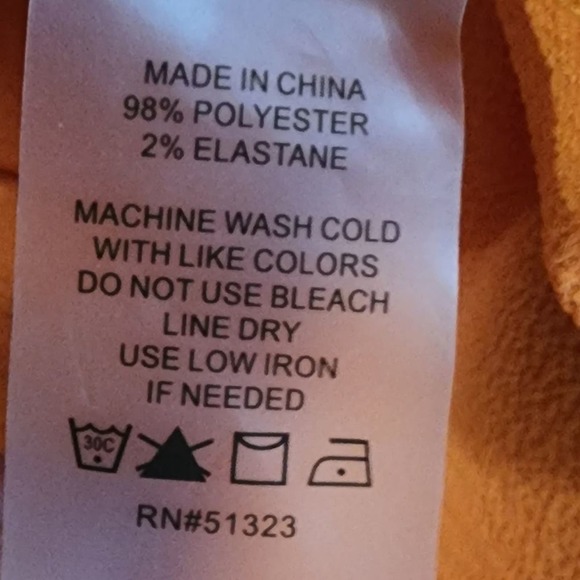 MADE IN CHINA
98% POLYESTER
2% ELASTANE
MACHINE WASH COLD
WITH LIKE COLORS
DO NOT USE BLEACH
LINE DRY
USE LOW IRON
IF NEEDED
30C
RN#51323